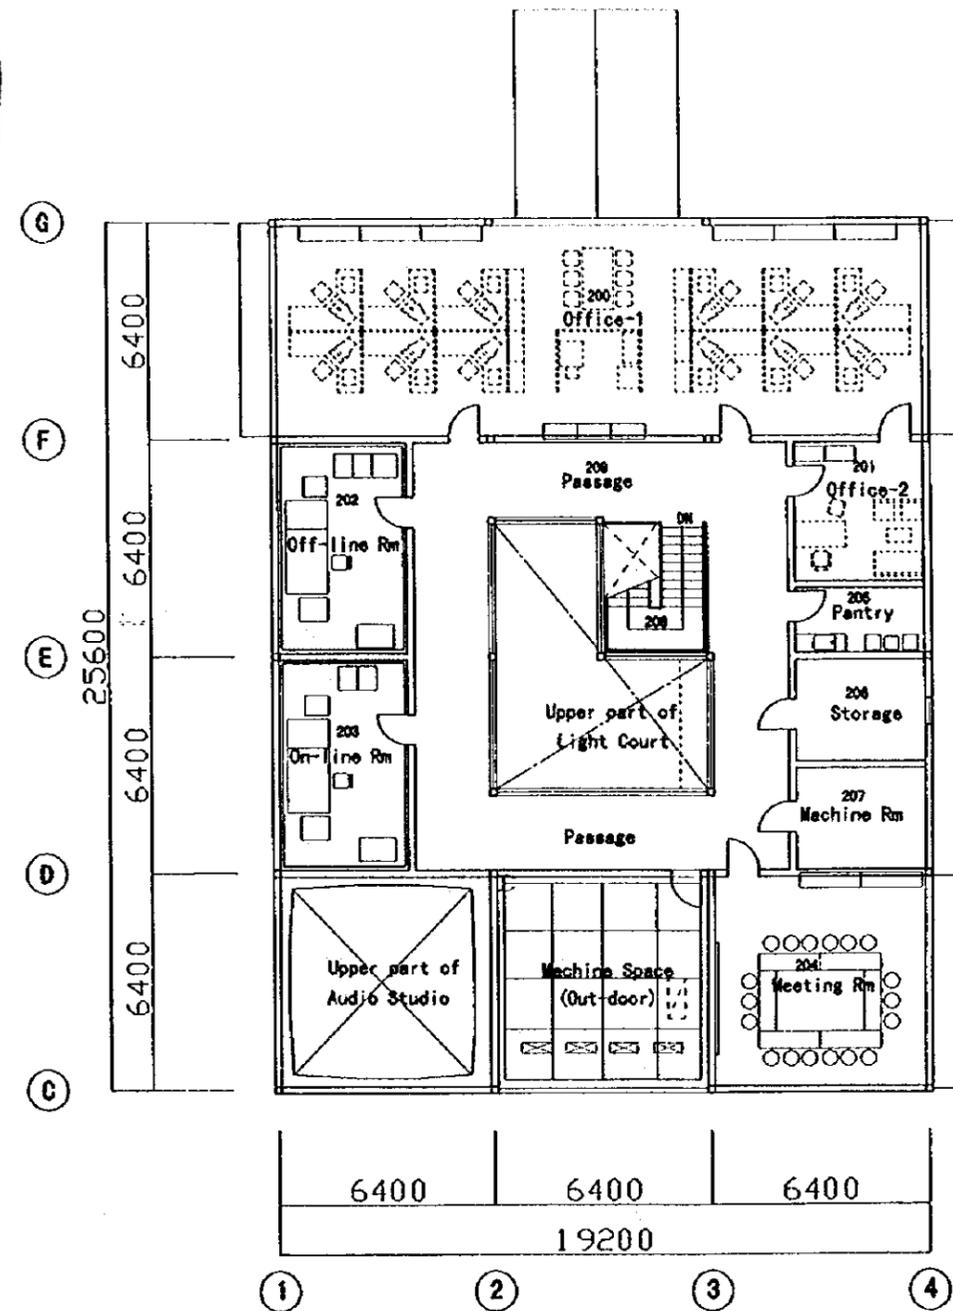 G
6400
200
Office-1
F
209
Passage
201
Office-2
202
Off-line Rm
DN
6400
205
Pantry
208
25600
E
206
Storage
Upper part of
Light Court
203
On-line Rm
6400
207
Machine Rm
Passage
D
6400
Upper part of
Audio Studio
Machine Space
(Out-door)
204
Meeting Rm
C
6400
6400
6400
19200
1
2
3
4